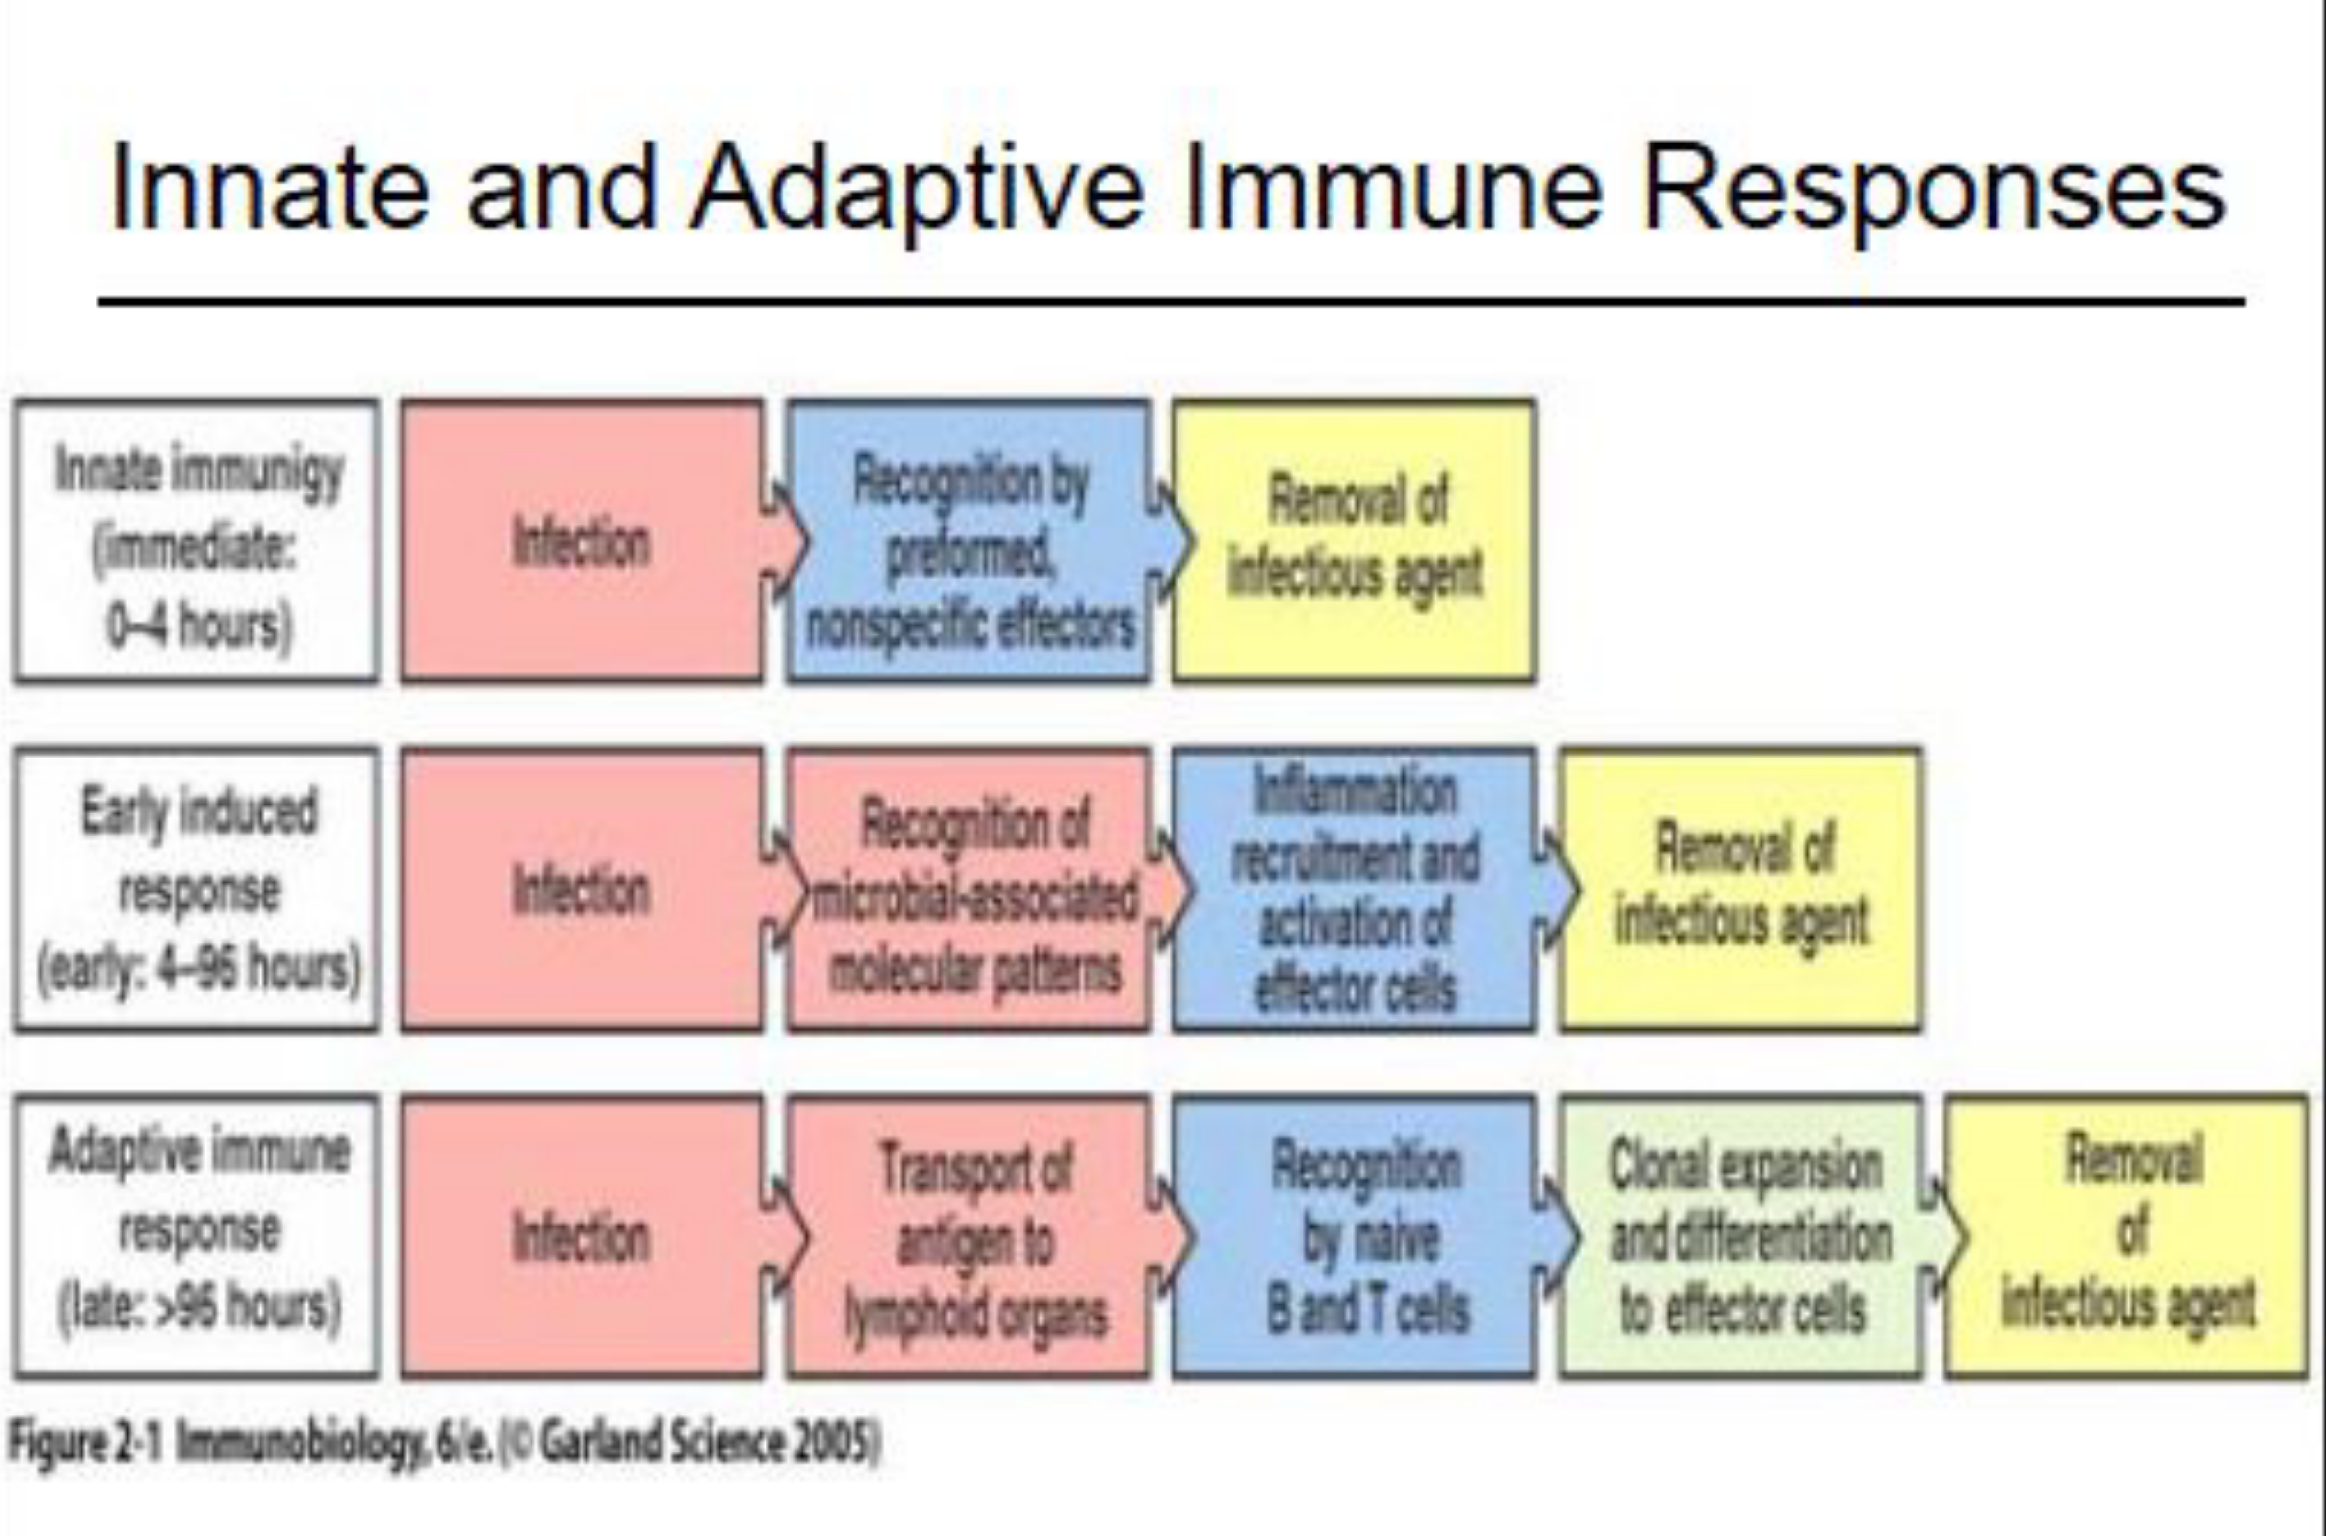 Innate and Adaptive Immune Responses
Innate immunigy
(immediate:
0–4 hours)
Infection
Recognition by
preformed,
nonspecific effectors
Removal of
infectious agent
Early induced
response
(early: 4–96 hours)
Infection
Recognition of
microbial-associated
molecular patterns
Inflammation
recruitment and
activation of
effector cells
Removal of
infectious agent
Adaptive immune
response
(late: >96 hours)
Infection
Transport of
antigen to
lymphoid organs
Recognition
by naive
B and T cells
Clonal expansion
and differentiation
to effector cells
Removal
of
infectious agent
Figure 2-1 Immunobiology, 6/e. (© Garland Science 2005)